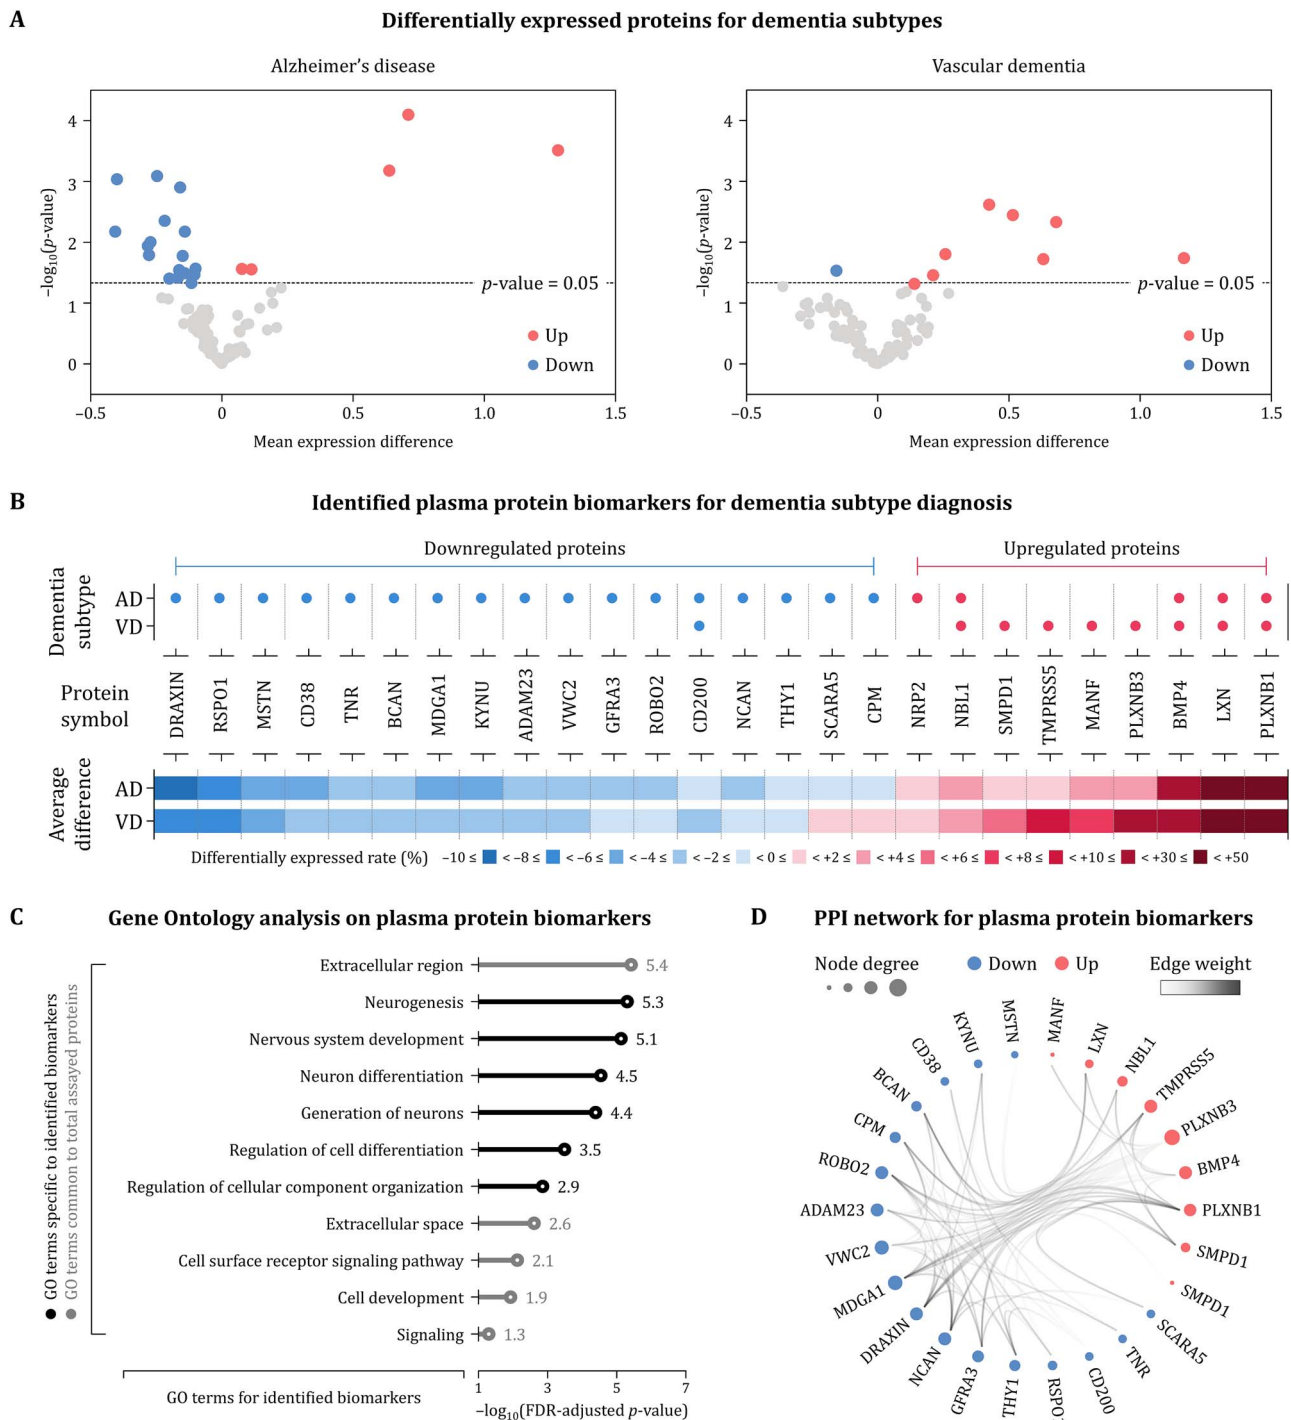 A
Differentially expressed proteins for dementia subtypes
Alzheimer's disease
−log10(p-value)
4
3
2
1
0
p-value = 0.05
Up
Down
−0.5
0
0.5
1.0
1.5
Mean expression difference
Vascular dementia
−log10(p-value)
4
3
2
1
0
p-value = 0.05
Up
Down
−0.5
0
0.5
1.0
1.5
Mean expression difference
B
Identified plasma protein biomarkers for dementia subtype diagnosis
Downregulated proteins
Upregulated proteins
Dementia
subtype
AD
VD
Protein
symbol
DRAXIN
RSPO1
MSTN
CD38
TNR
BCAN
MDGA1
KYNU
ADAM23
VWC2
GFRA3
ROBO2
CD200
NCAN
THY1
SCARA5
CPM
NRP2
NBL1
SMPD1
TMPRSS5
MANF
PLXNB3
BMP4
LXN
PLXNB1
Average
difference
AD
VD
Differentially expressed rate (%) −10 ≤ < −8 ≤ < −6 ≤ < −4 ≤ < −2 ≤ < 0 ≤ < +2 ≤ < +4 ≤ < +6 ≤ < +8 ≤ < +10 ≤ < +30 ≤ < +50
C
Gene Ontology analysis on plasma protein biomarkers
GO terms specific to identified biomarkers
GO terms common to total assayed proteins
Extracellular region 5.4
Neurogenesis 5.3
Nervous system development 5.1
Neuron differentiation 4.5
Generation of neurons 4.4
Regulation of cell differentiation 3.5
Regulation of cellular component organization 2.9
Extracellular space 2.6
Cell surface receptor signaling pathway 2.1
Cell development 1.9
Signaling 1.3
GO terms for identified biomarkers
1 3 5 7
−log10(FDR-adjusted p-value)
D
PPI network for plasma protein biomarkers
Node degree
Down
Up
Edge weight
MANF
LXN
NBL1
TMPRSS5
PLXNB3
BMP4
PLXNB1
SMPD1
SMPD1
SCARA5
TNR
CD200
RSPO
THY1
GFRA3
NCAN
DRAXIN
MDGA1
VWC2
ADAM23
ROBO2
CPM
BCAN
CD38
KYNU
MSTN